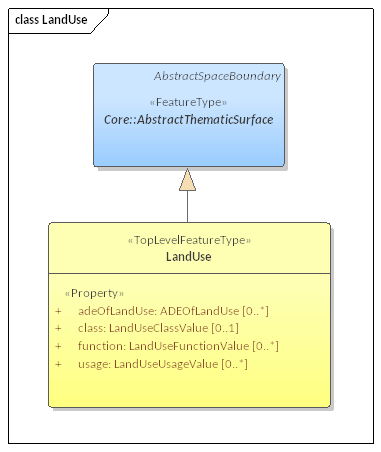 class LandUse
AbstractSpaceBoundary
«FeatureType»
Core::AbstractThematicSurface
«TopLevelFeatureType»
LandUse
«Property»
+ adeOfLandUse: ADEOfLandUse [0..*]
+ class: LandUseClassValue [0..1]
+ function: LandUseFunctionValue [0..*]
+ usage: LandUseUsageValue [0..*]